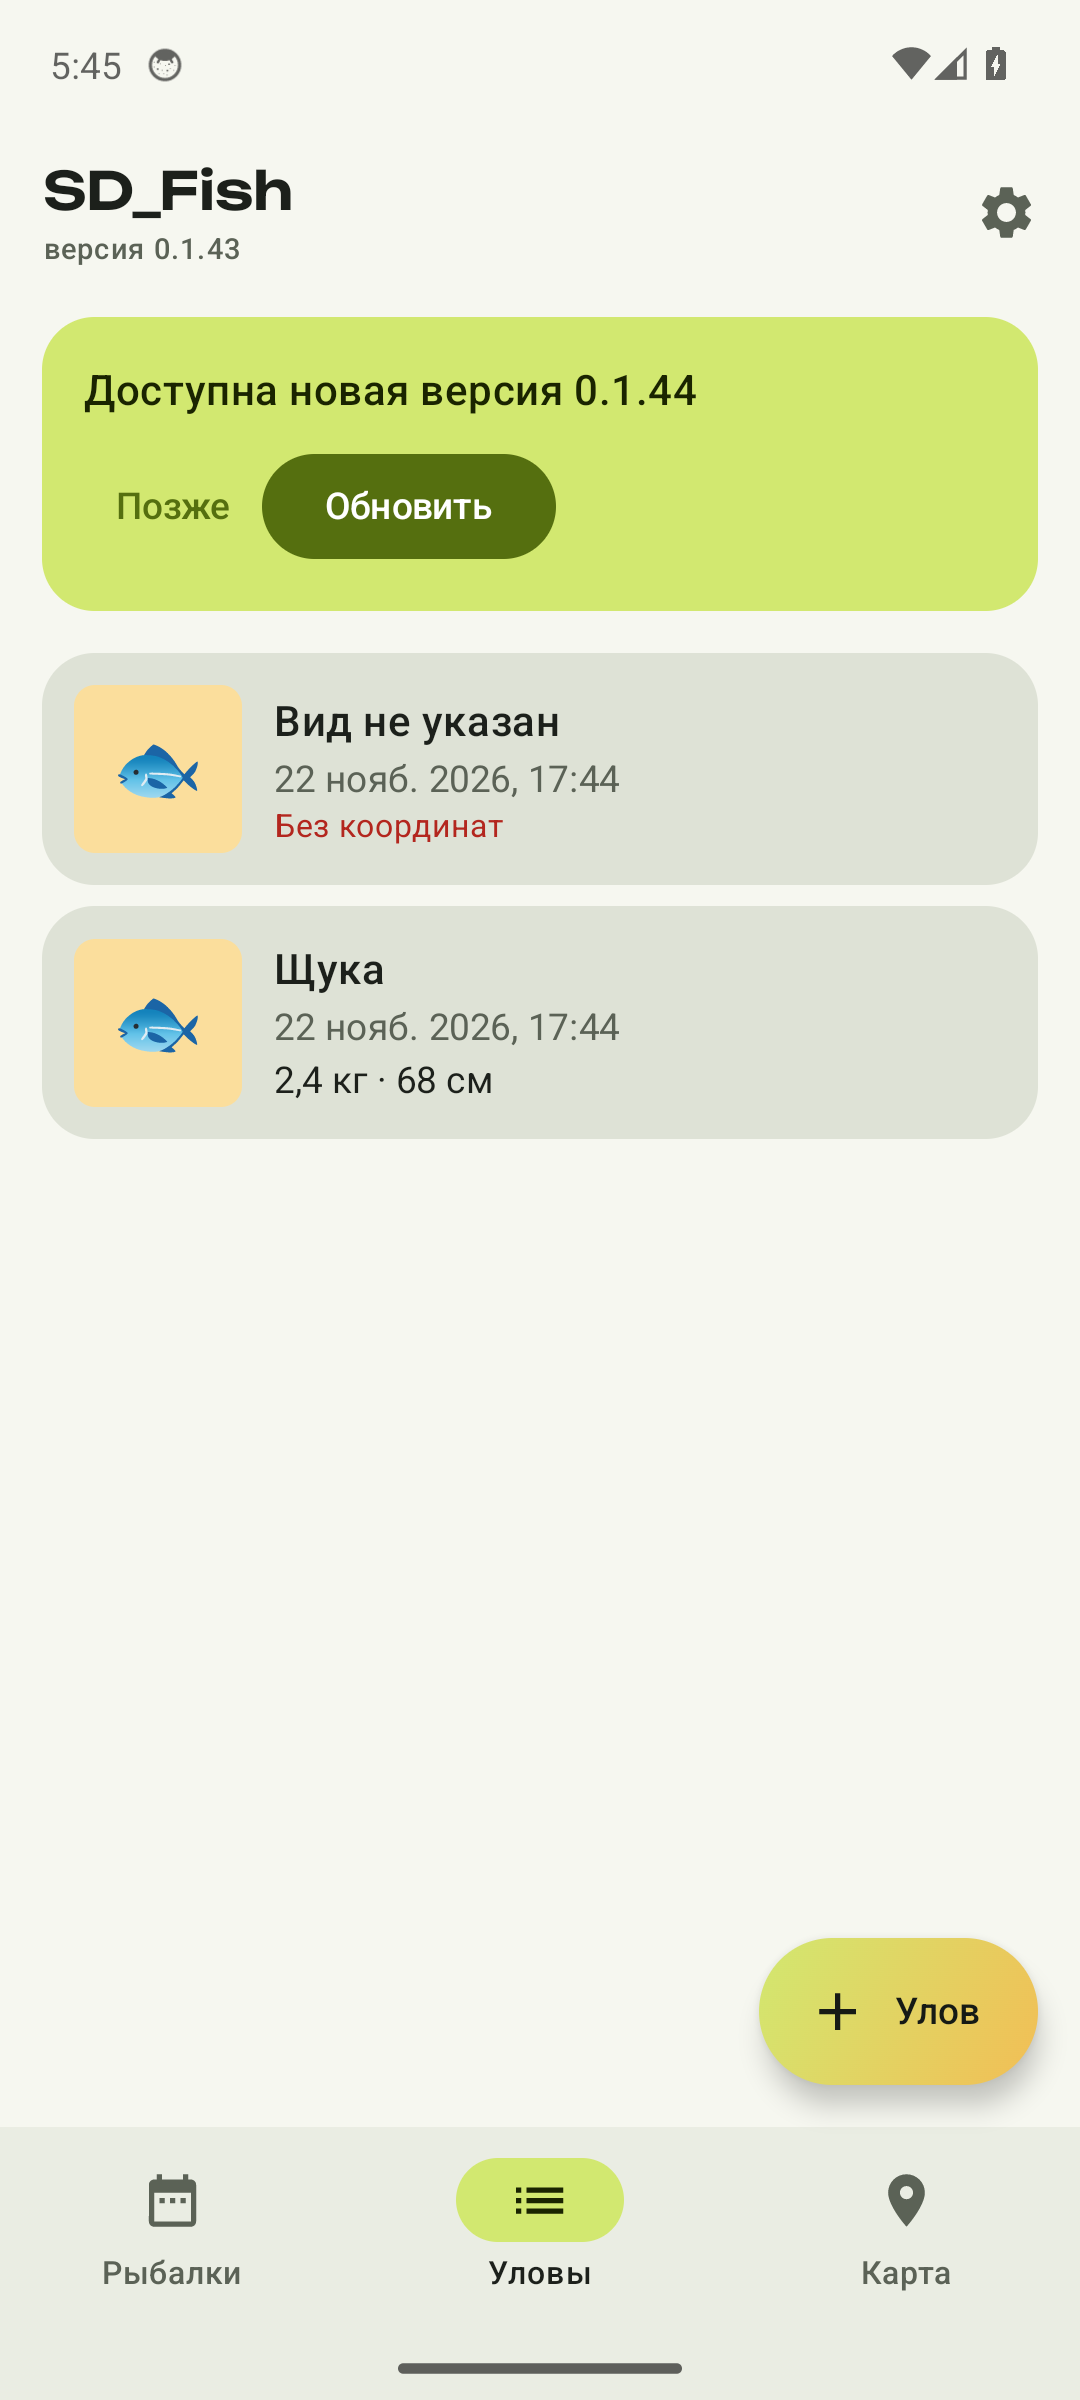 5:45
SD_Fish
версия 0.1.43
Доступна новая версия 0.1.44
Позже
Обновить
Вид не указан
22 нояб. 2026, 17:44
Без координат
Щука
22 нояб. 2026, 17:44
2,4 кг · 68 см
Улов
Рыбалки
Уловы
Карта